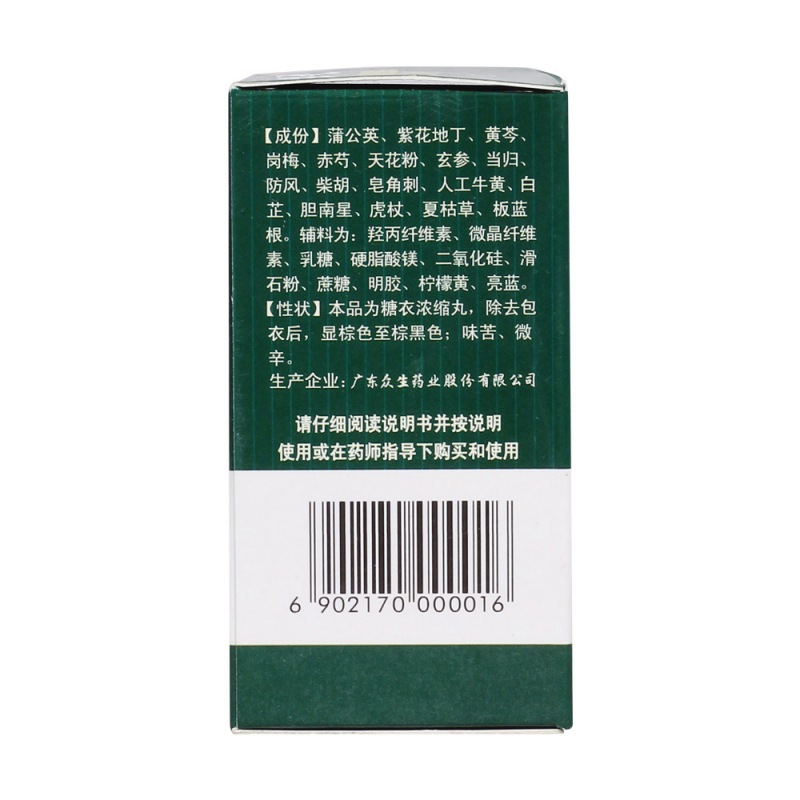 【成份】蒲公英、紫花地丁、黄芩、
岗梅、赤芍、天花粉、玄参、当归、
防风、柴胡、皂角刺、人工牛黄、白
芷、胆南星、虎杖、夏枯草、板蓝
根。辅料为：羟丙纤维素、微晶纤维
素、乳糖、硬脂酸镁、二氧化硅、滑
石粉、蔗糖、明胶、柠檬黄、亮蓝。
【性状】本品为糖衣浓缩丸，除去包
衣后，显棕色至棕黑色；味苦、微
辛。
生产企业：广东众生药业股份有限公司
请仔细阅读说明书并按说明
使用或在药师指导下购买和使用
6 902170 000016